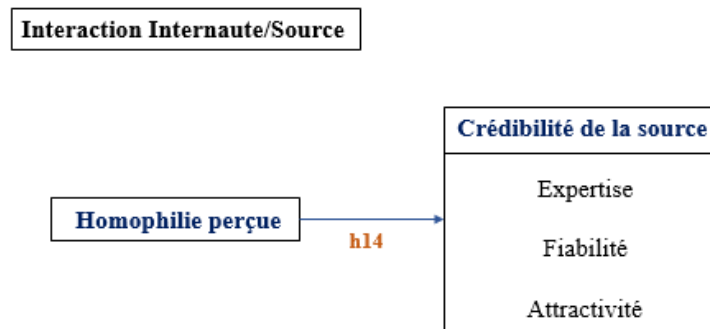 Interaction Internaute/Source
Crédibilité de la source
Expertise
Homophilie perçue
h14
Fiabilité
Attractivité